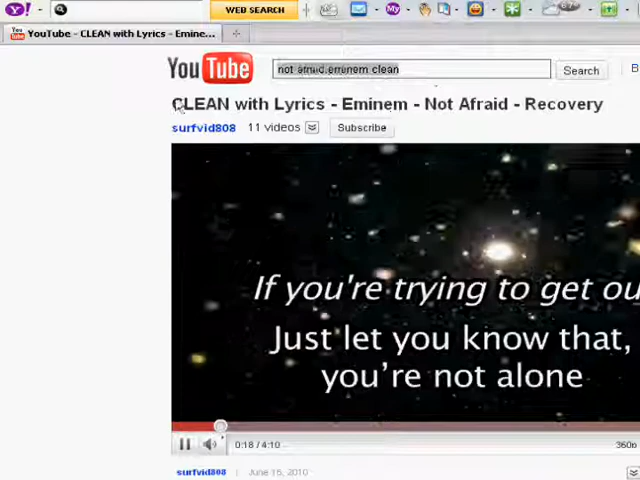 Y! WEB SEARCH My 67°
YouTube - CLEAN with Lyrics - Emine...
YouTube not afraid eminem clean Search B
CLEAN with Lyrics - Eminem - Not Afraid - Recovery
surfvid808 11 videos Subscribe
If you're trying to get ou
Just let you know that,
you're not alone
0:18 / 4:10 360p
surfvid808 June 15, 2010